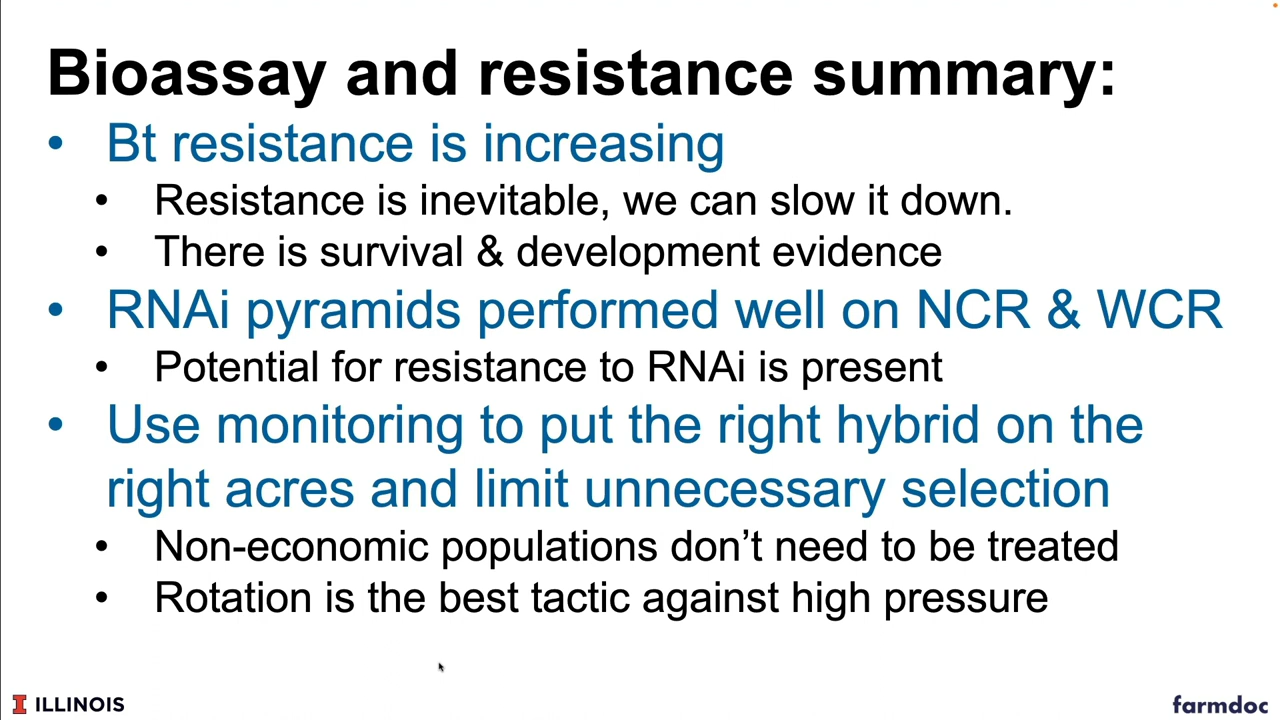 Bioassay and resistance summary:
• Bt resistance is increasing
• Resistance is inevitable, we can slow it down.
• There is survival & development evidence
• RNAi pyramids performed well on NCR & WCR
• Potential for resistance to RNAi is present
• Use monitoring to put the right hybrid on the
right acres and limit unnecessary selection
• Non-economic populations don’t need to be treated
• Rotation is the best tactic against high pressure
I ILLINOIS
farmdoc